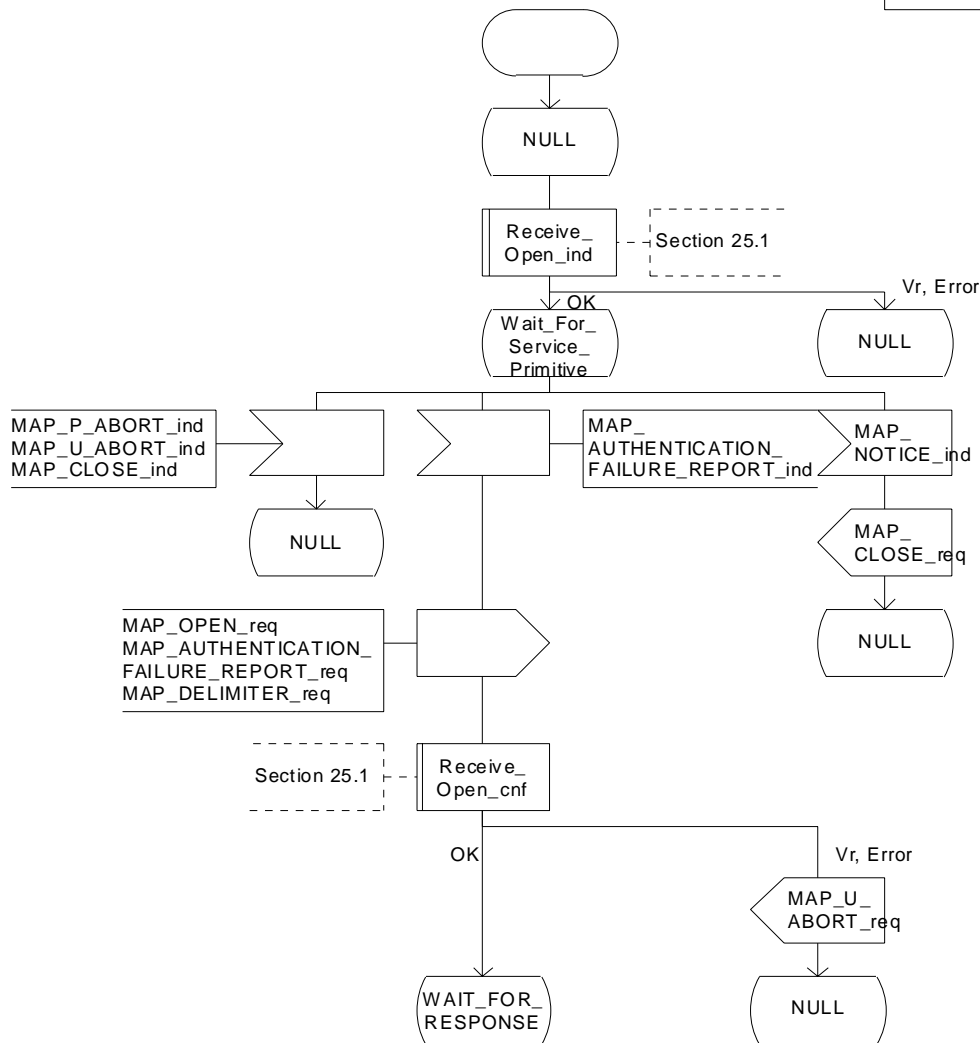 NULL
Receive_
Open_ind
Section 25.1
Vr, Error
OK
Wait_For_
Service_
Primitive
NULL
MAP_P_ABORT_ind
MAP_U_ABORT_ind
MAP_CLOSE_ind
MAP_
AUTHENTICATION_
FAILURE_REPORT_ind
MAP_
NOTICE_ind
NULL
MAP_
CLOSE_req
NULL
MAP_OPEN_req
MAP_AUTHENTICATION_
FAILURE_REPORT_req
MAP_DELIMITER_req
Section 25.1
Receive_
Open_cnf
OK
Vr, Error
MAP_U_
ABORT_req
WAIT_FOR_
RESPONSE
NULL